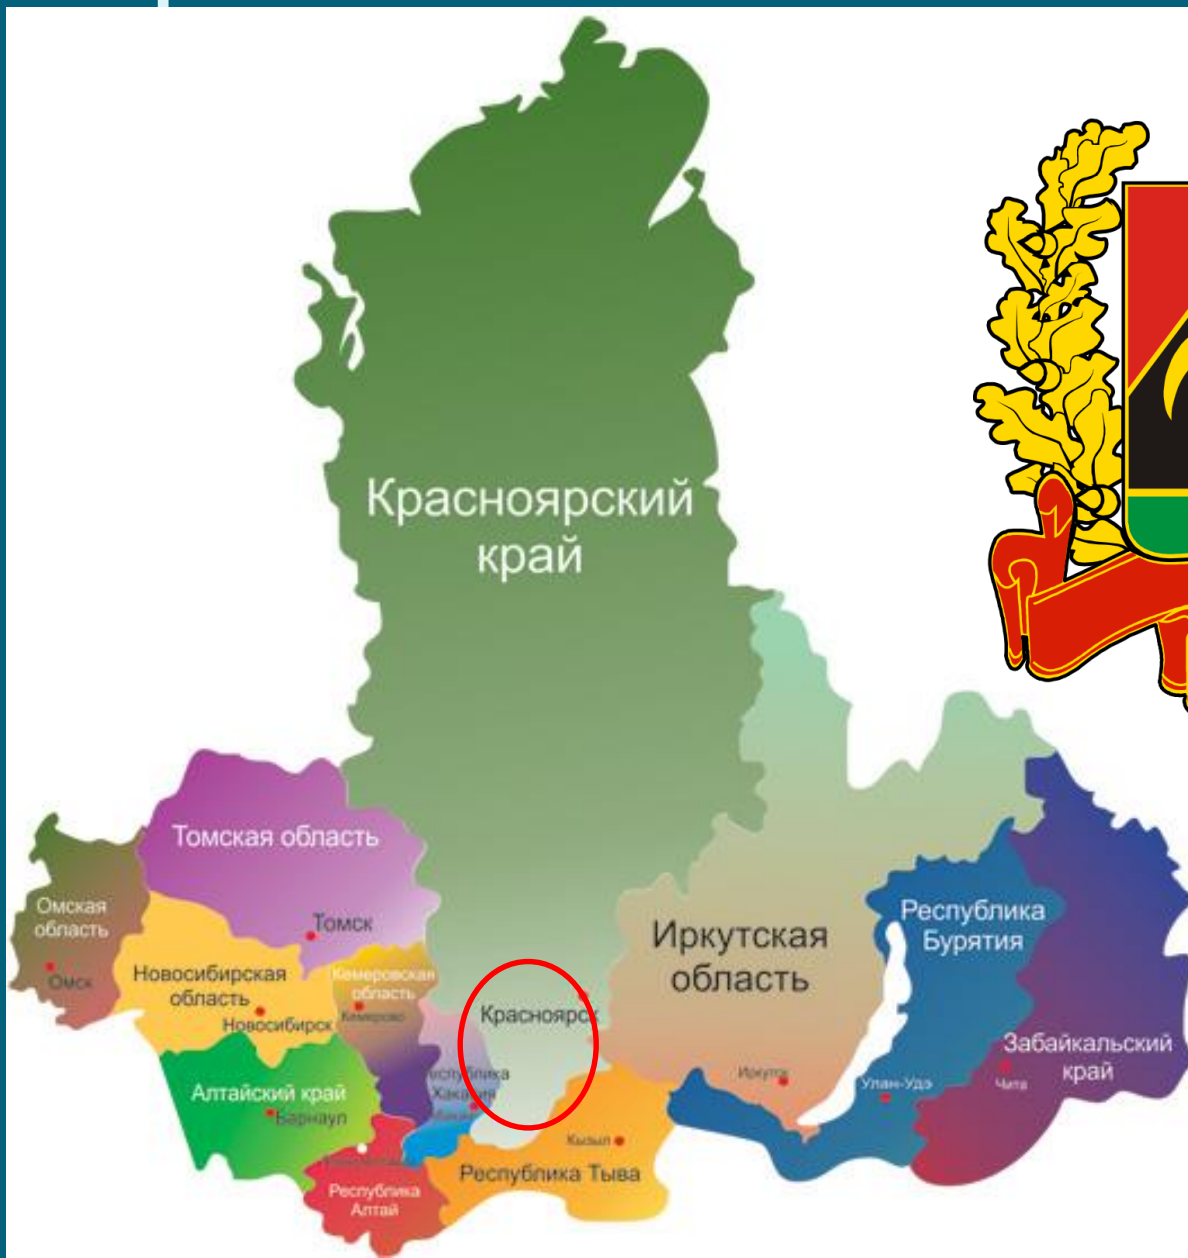 Красноярский
край
Томская область
Омская
область
Томск
Омск
Новосибирская
область
Новосибирск
Кемеровская
область
Кемерово
Красноярск
Иркутская
область
Республика
Бурятия
Забайкальский
край
Алтайский край
Барнаул
Хакасия
Иркутск
Улан-Удэ
Чита
Кызыл
Республика Тыва
Республика
Алтай